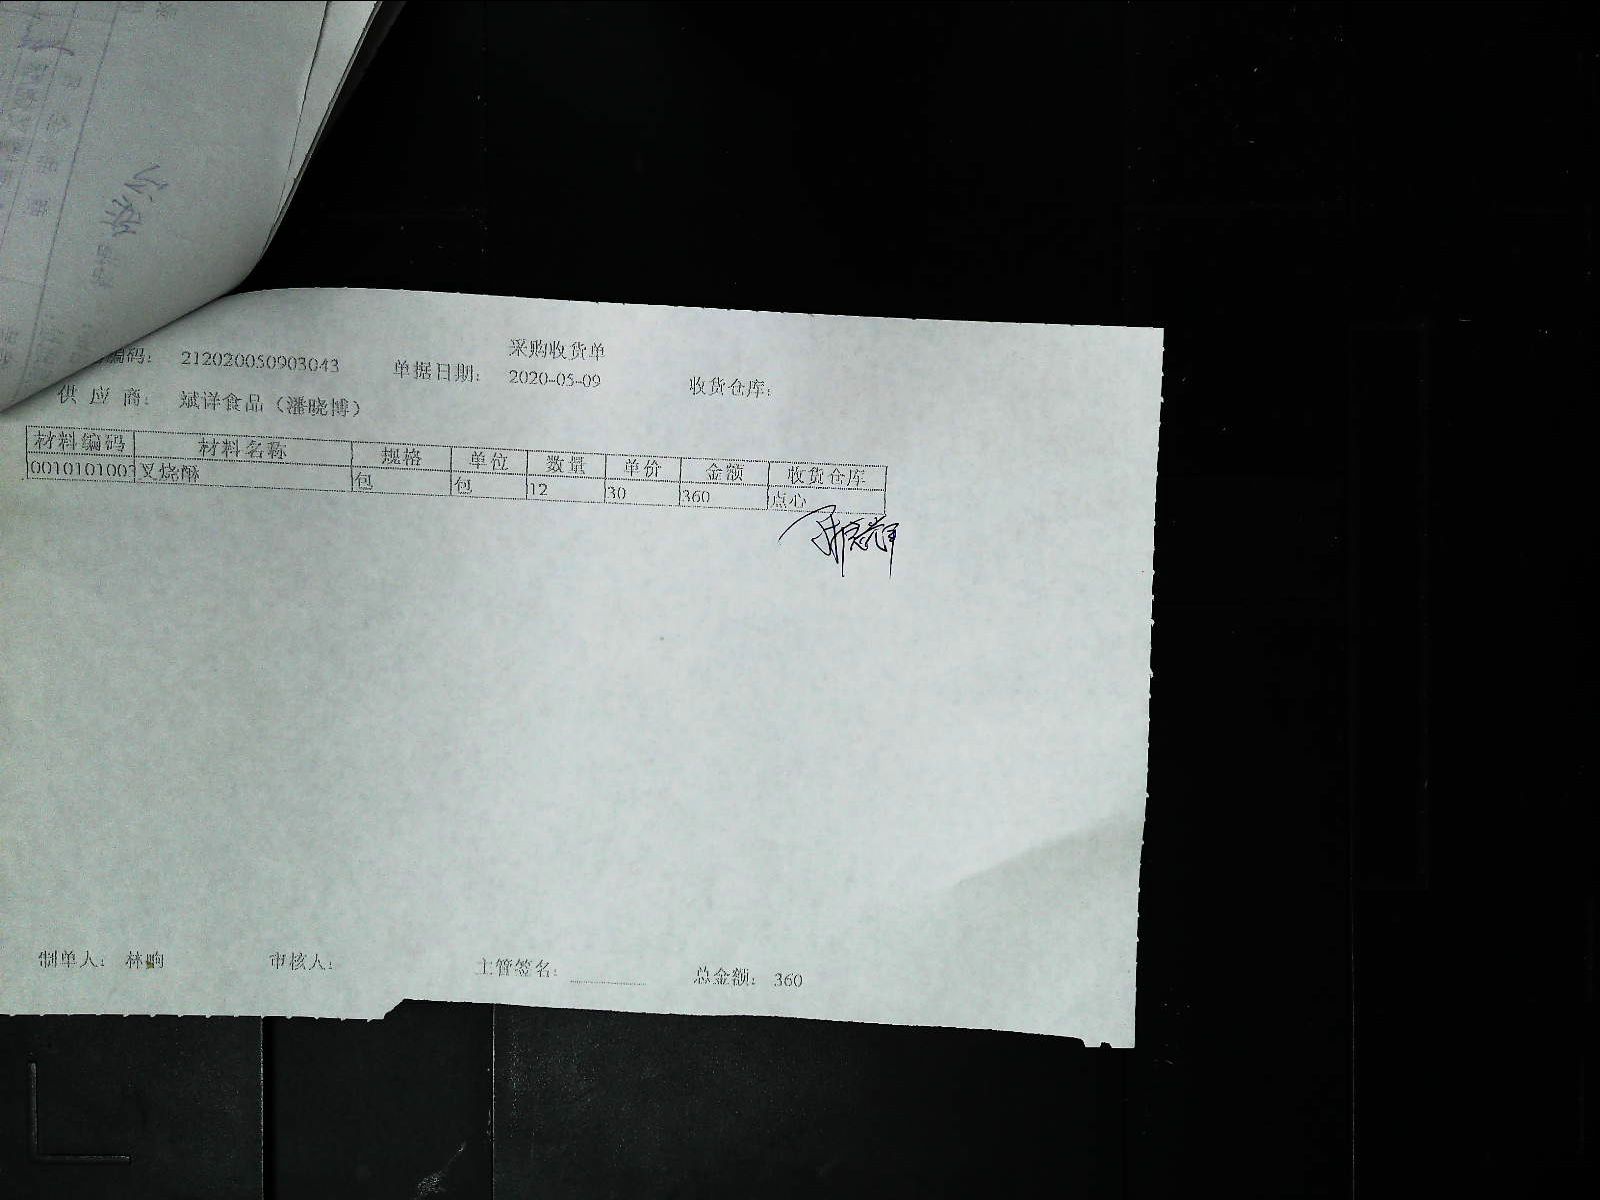 采购收货单
编码： 212020050903043 单据日期： 2020-05-09 收货仓库：
供 应 商： 斌详食品（潘晓博）
材料编码 材料名称 规格 单位 数量 单价 金额 收货仓库
0010101003 叉烧酥 包 包 12 30 360 点心
制单人： 林响 审核人： 主管签名： 总金额： 360